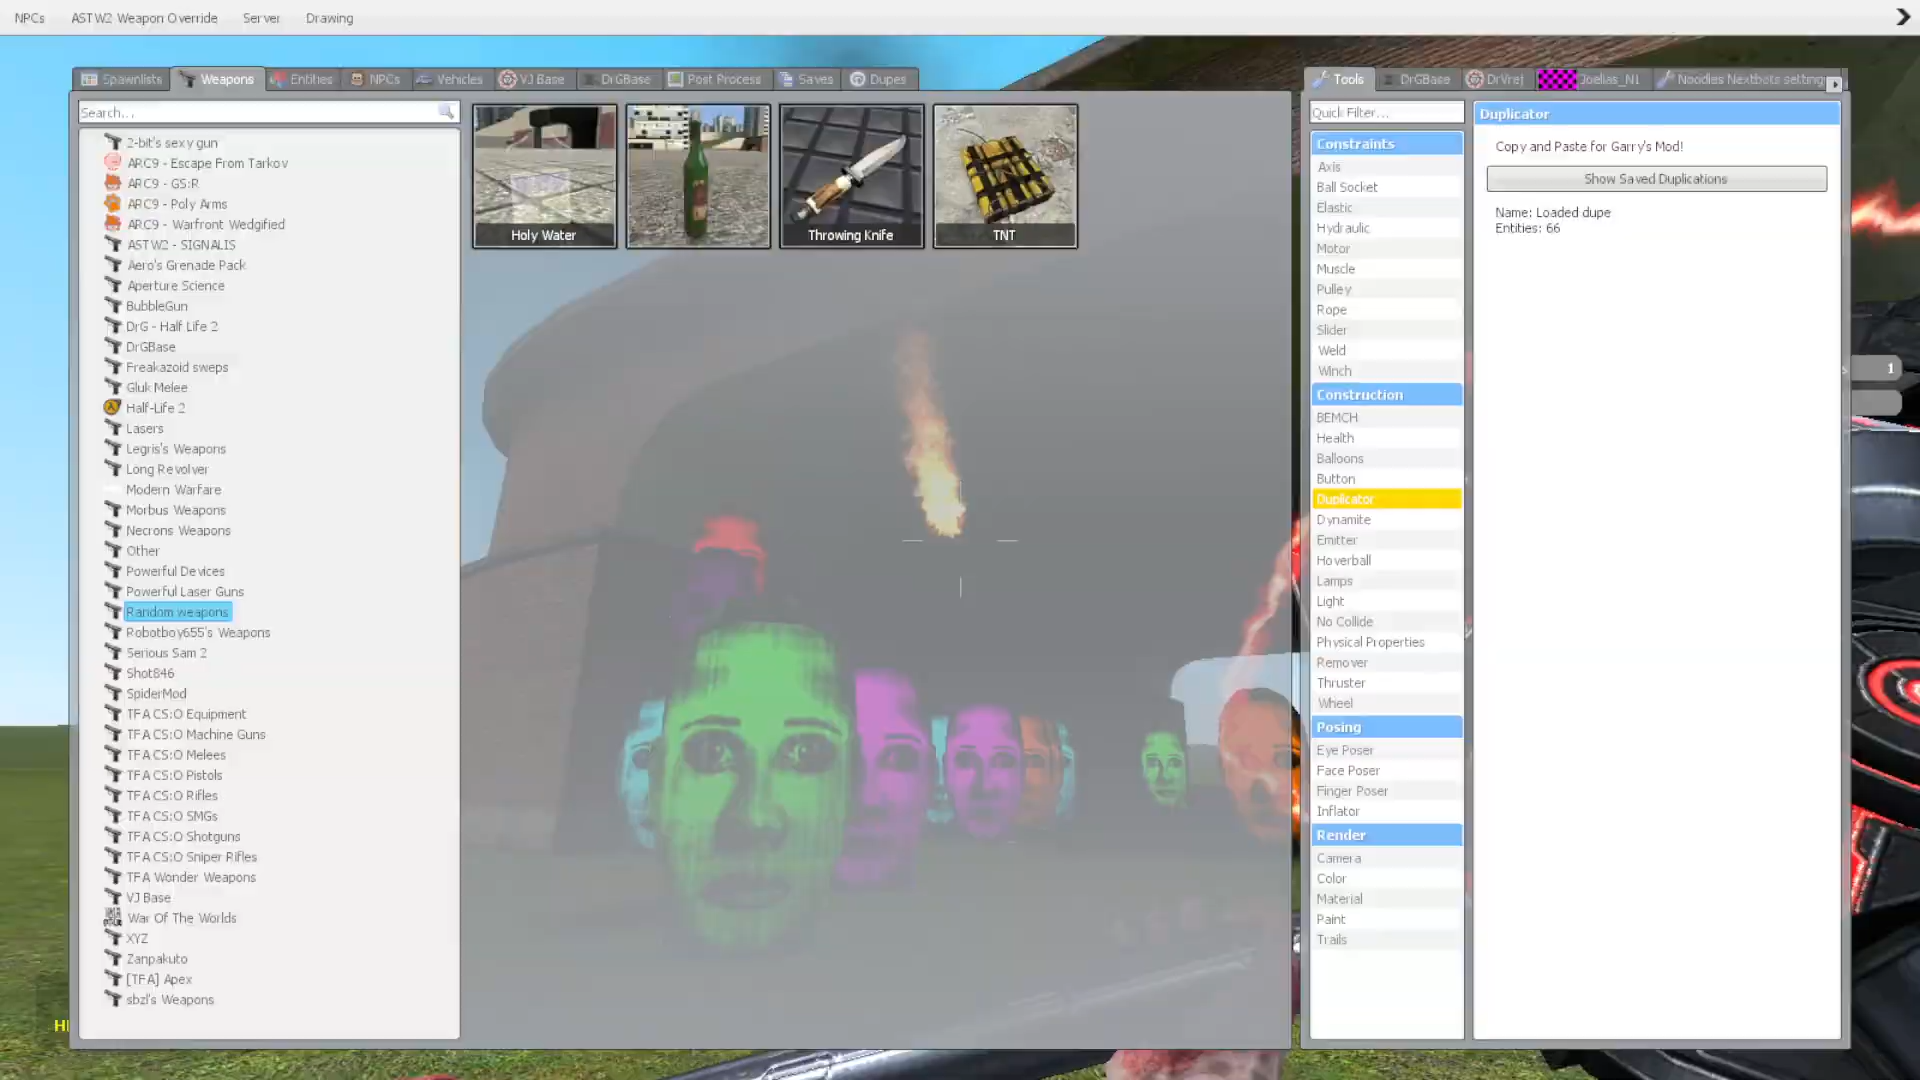 NPCs ASTW2 Weapon Override Server Drawing
Spawnlists Weapons Entities NPCs Vehicles VJ Base DrGBase Post Process Saves Dupes
Search...
2-bit's sexy gun
ARC9 - Escape From Tarkov
ARC9 - GS:R
ARC9 - Poly Arms
ARC9 - Warfront Wedgified
ASTW2 - SIGNALIS
Aero's Grenade Pack
Aperture Science
BubbleGun
DrG - Half Life 2
DrGBase
Freakazoid sweps
Gluk Melee
Half-Life 2
Lasers
Legris's Weapons
Long Revolver
Modern Warfare
Morbus Weapons
Necrons Weapons
Other
Powerful Devices
Powerful Laser Guns
Random weapons
Robotboy655's Weapons
Serious Sam 2
Shot846
SpiderMod
TFA CS:O Equipment
TFA CS:O Machine Guns
TFA CS:O Melees
TFA CS:O Pistols
TFA CS:O Rifles
TFA CS:O SMGs
TFA CS:O Shotguns
TFA CS:O Sniper Rifles
TFA Wonder Weapons
VJ Base
War Of The Worlds
XYZ
Zanpakuto
[TFA] Apex
sbzl's Weapons
Holy Water
Throwing Knife
TNT
Tools DrGBase DrVrej Joelias_N1 Noodles Nextbots setting
Quick Filter...
Constraints
Axis
Ball Socket
Elastic
Hydraulic
Motor
Muscle
Pulley
Rope
Slider
Weld
Winch
Construction
BEMCH
Health
Balloons
Button
Duplicator
Dynamite
Emitter
Hoverball
Lamps
Light
No Collide
Physical Properties
Remover
Thruster
Wheel
Posing
Eye Poser
Face Poser
Finger Poser
Inflator
Render
Camera
Color
Material
Paint
Trails
Duplicator
Copy and Paste for Garry's Mod!
Show Saved Duplications
Name: Loaded dupe
Entities: 66
1